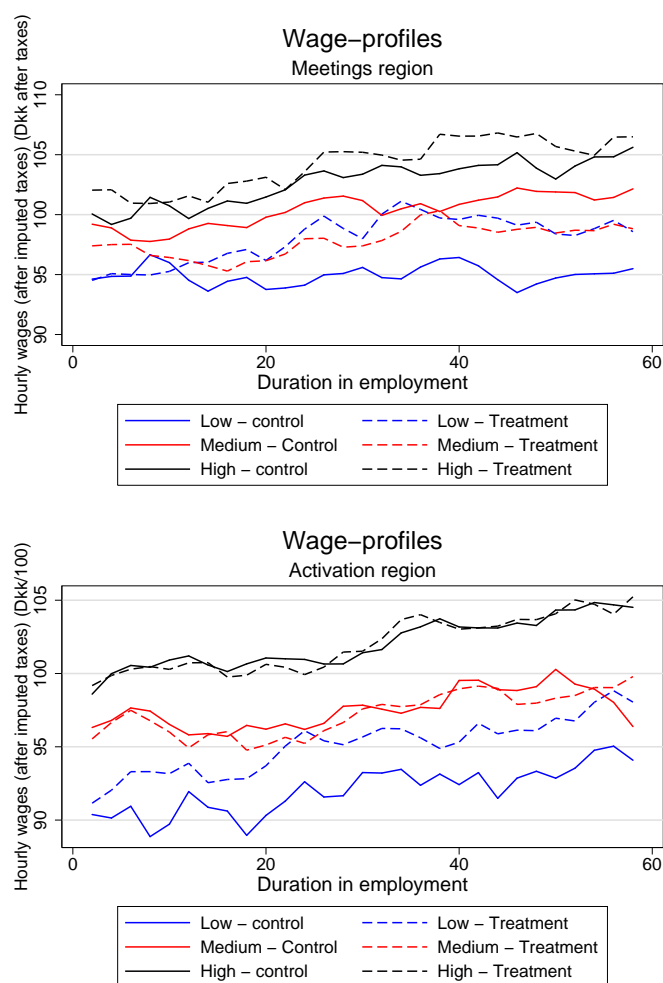 Wage−profiles
Meetings region
Hourly wages (after imputed taxes) (Dkk after taxes)
110
105
100
95
90
0 20 40 60
Duration in employment
Low − control Low − Treatment
Medium − Control Medium − Treatment
High − control High − Treatment
Wage−profiles
Activation region
Hourly wages (after imputed taxes) (Dkk/100)
105
100
95
90
0 20 40 60
Duration in employment
Low − control Low − Treatment
Medium − Control Medium − Treatment
High − control High − Treatment